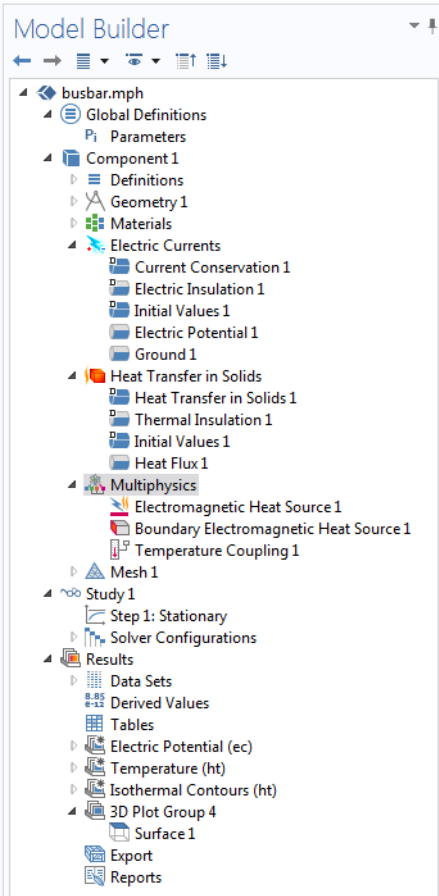 Model Builder
busbar.mph
Global Definitions
Pi Parameters
Component 1
Definitions
Geometry 1
Materials
Electric Currents
Current Conservation 1
Electric Insulation 1
Initial Values 1
Electric Potential 1
Ground 1
Heat Transfer in Solids
Heat Transfer in Solids 1
Thermal Insulation 1
Initial Values 1
Heat Flux 1
Multiphysics
Electromagnetic Heat Source 1
Boundary Electromagnetic Heat Source 1
Temperature Coupling 1
Mesh 1
Study 1
Step 1: Stationary
Solver Configurations
Results
Data Sets
8.85
e-12 Derived Values
Tables
Electric Potential (ec)
Temperature (ht)
Isothermal Contours (ht)
3D Plot Group 4
Surface 1
Export
Reports